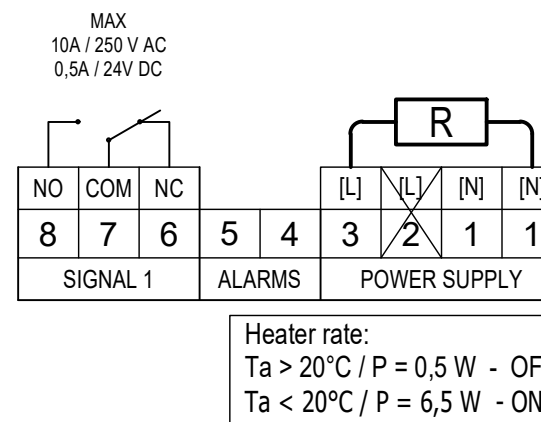 MAX
10A / 250 V AC
0,5A / 24V DC
R
NO COM NC [L] [L] [N] [N]
8 7 6 5 4 3 2 1 1
SIGNAL 1 ALARMS POWER SUPPLY
Heater rate:
Ta > 20°C / P = 0,5 W - OF
Ta < 20°C / P = 6,5 W - ON